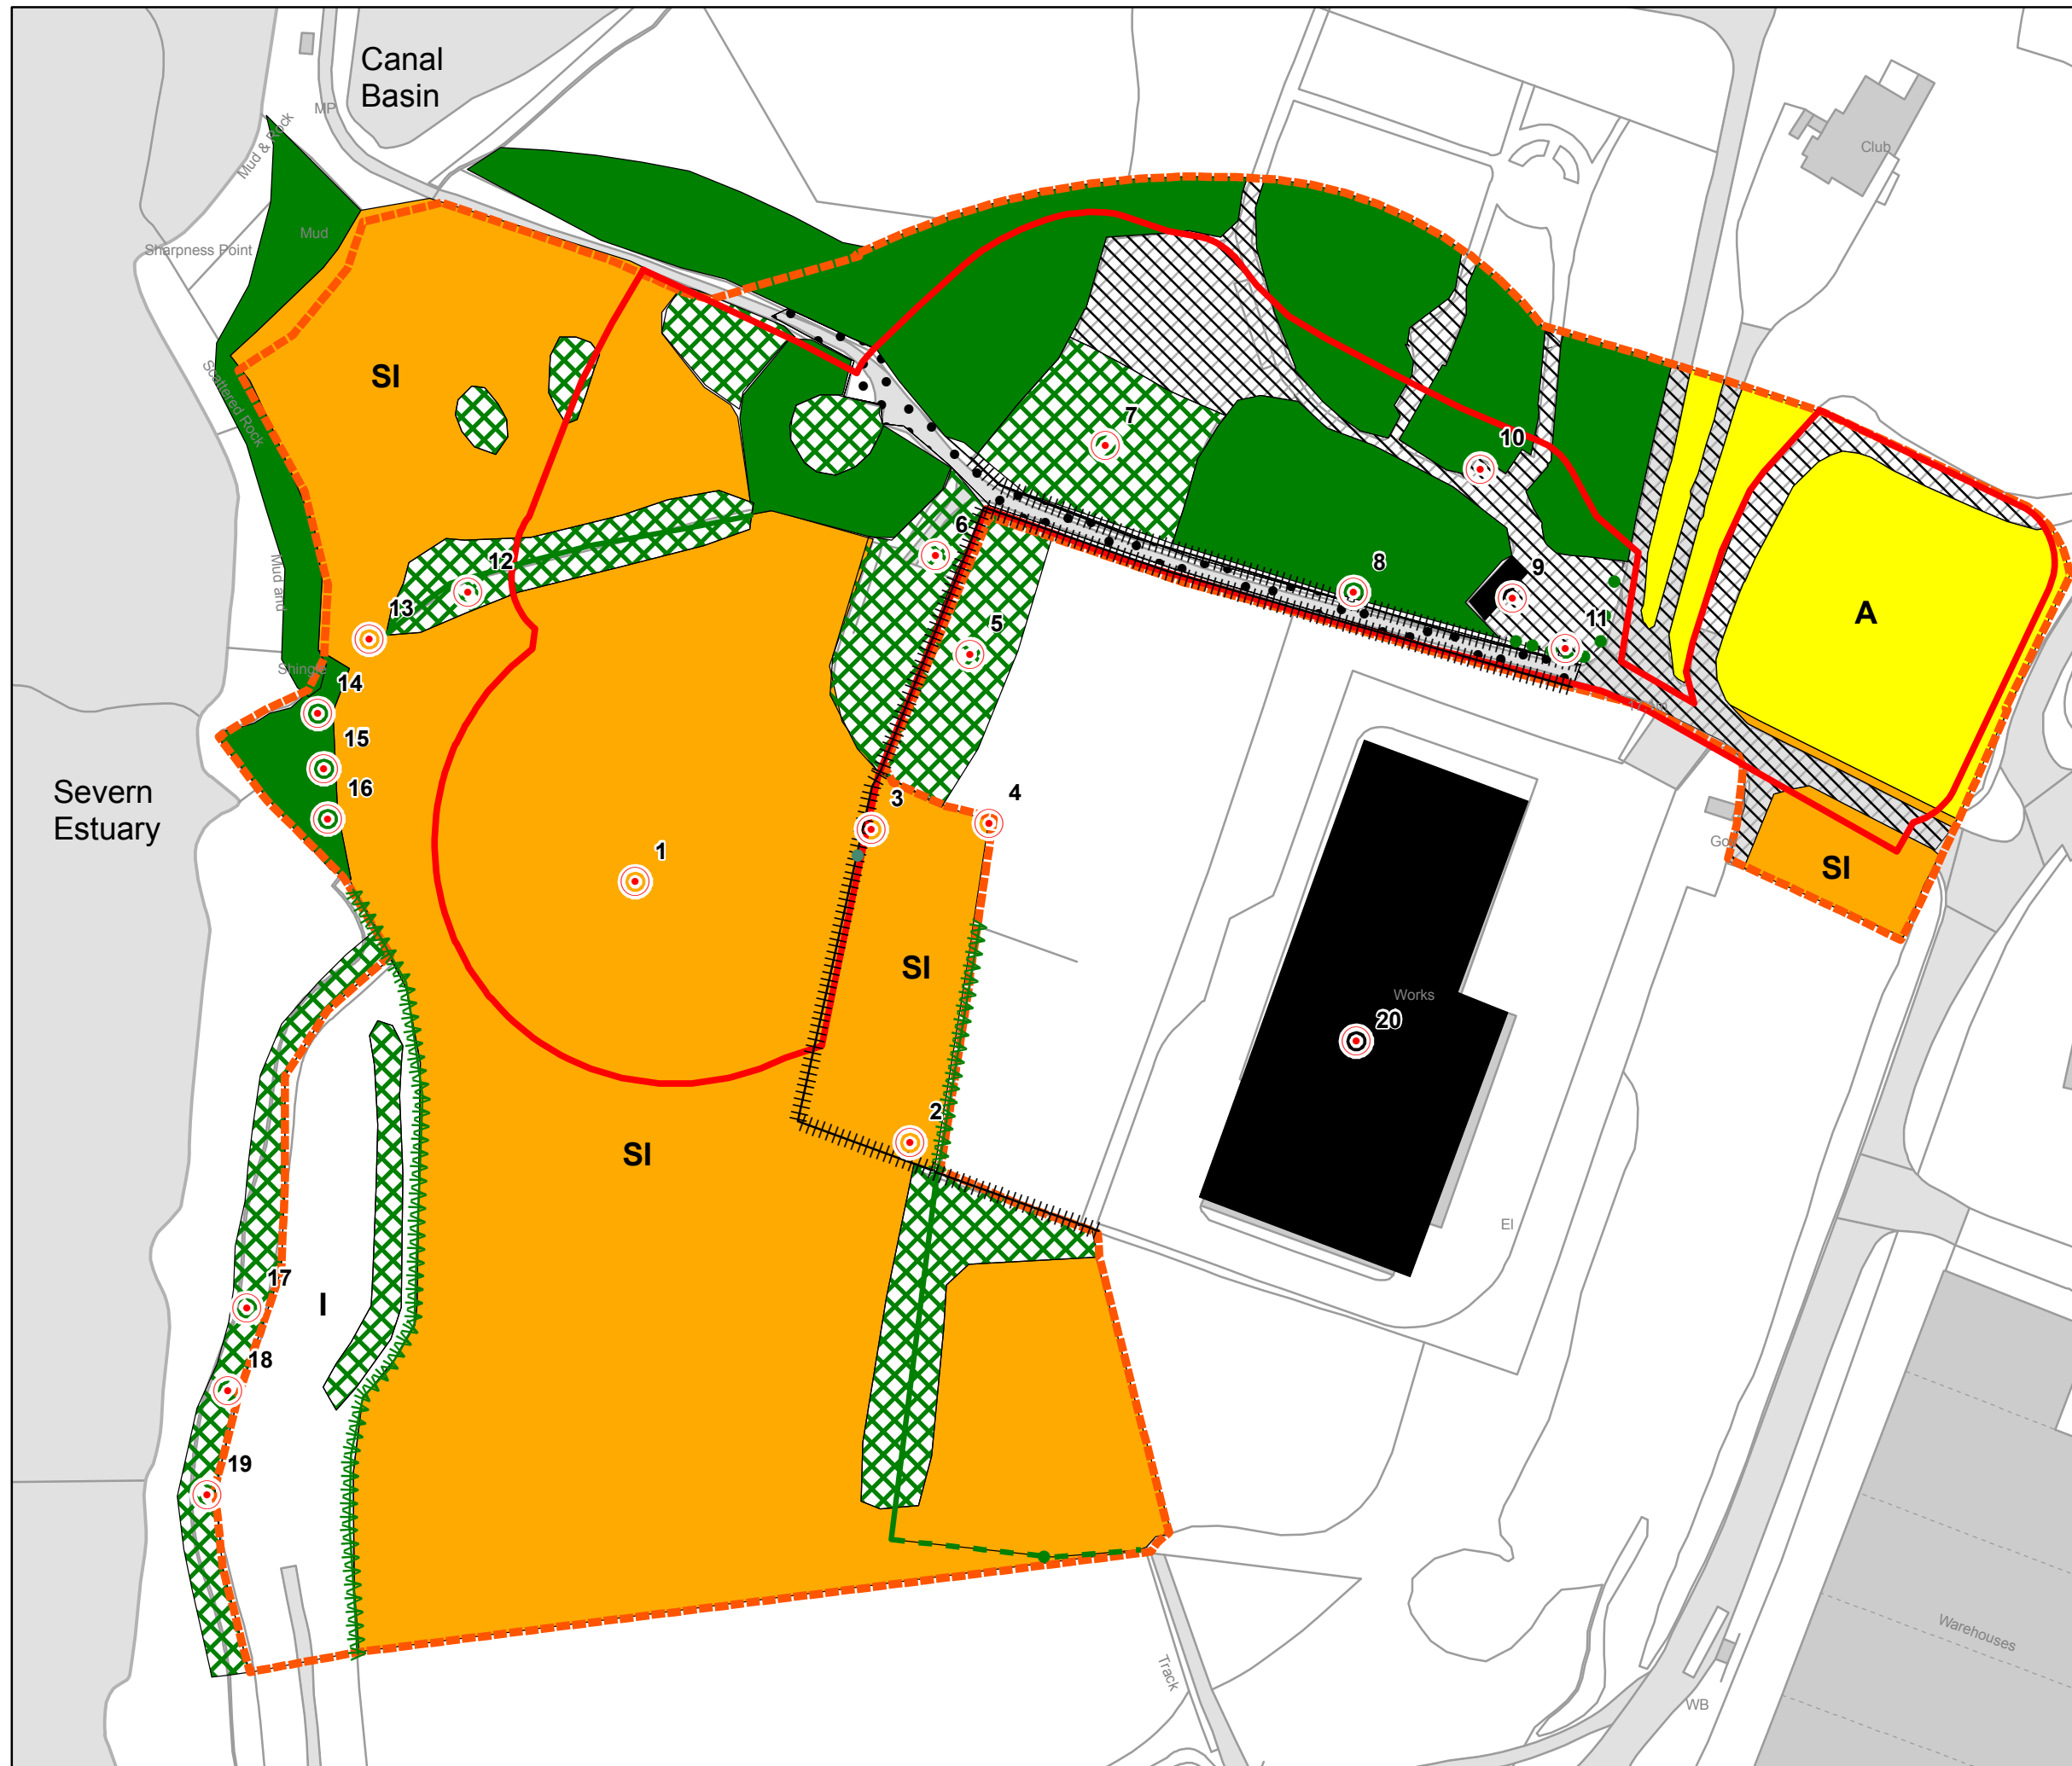 Canal
Basin
MP
Mud & Rock
Club
Mud
Sharpness Point
SI
Scattered Rock
7
10
6
12
8
9
Mud and
13
5
11
A
Shingle
14
15
Severn
Estuary
16
3
4
Go
1
SI
SI
Works
20
2
SI
El
17
I
18
19
Track
Warehouses
WB